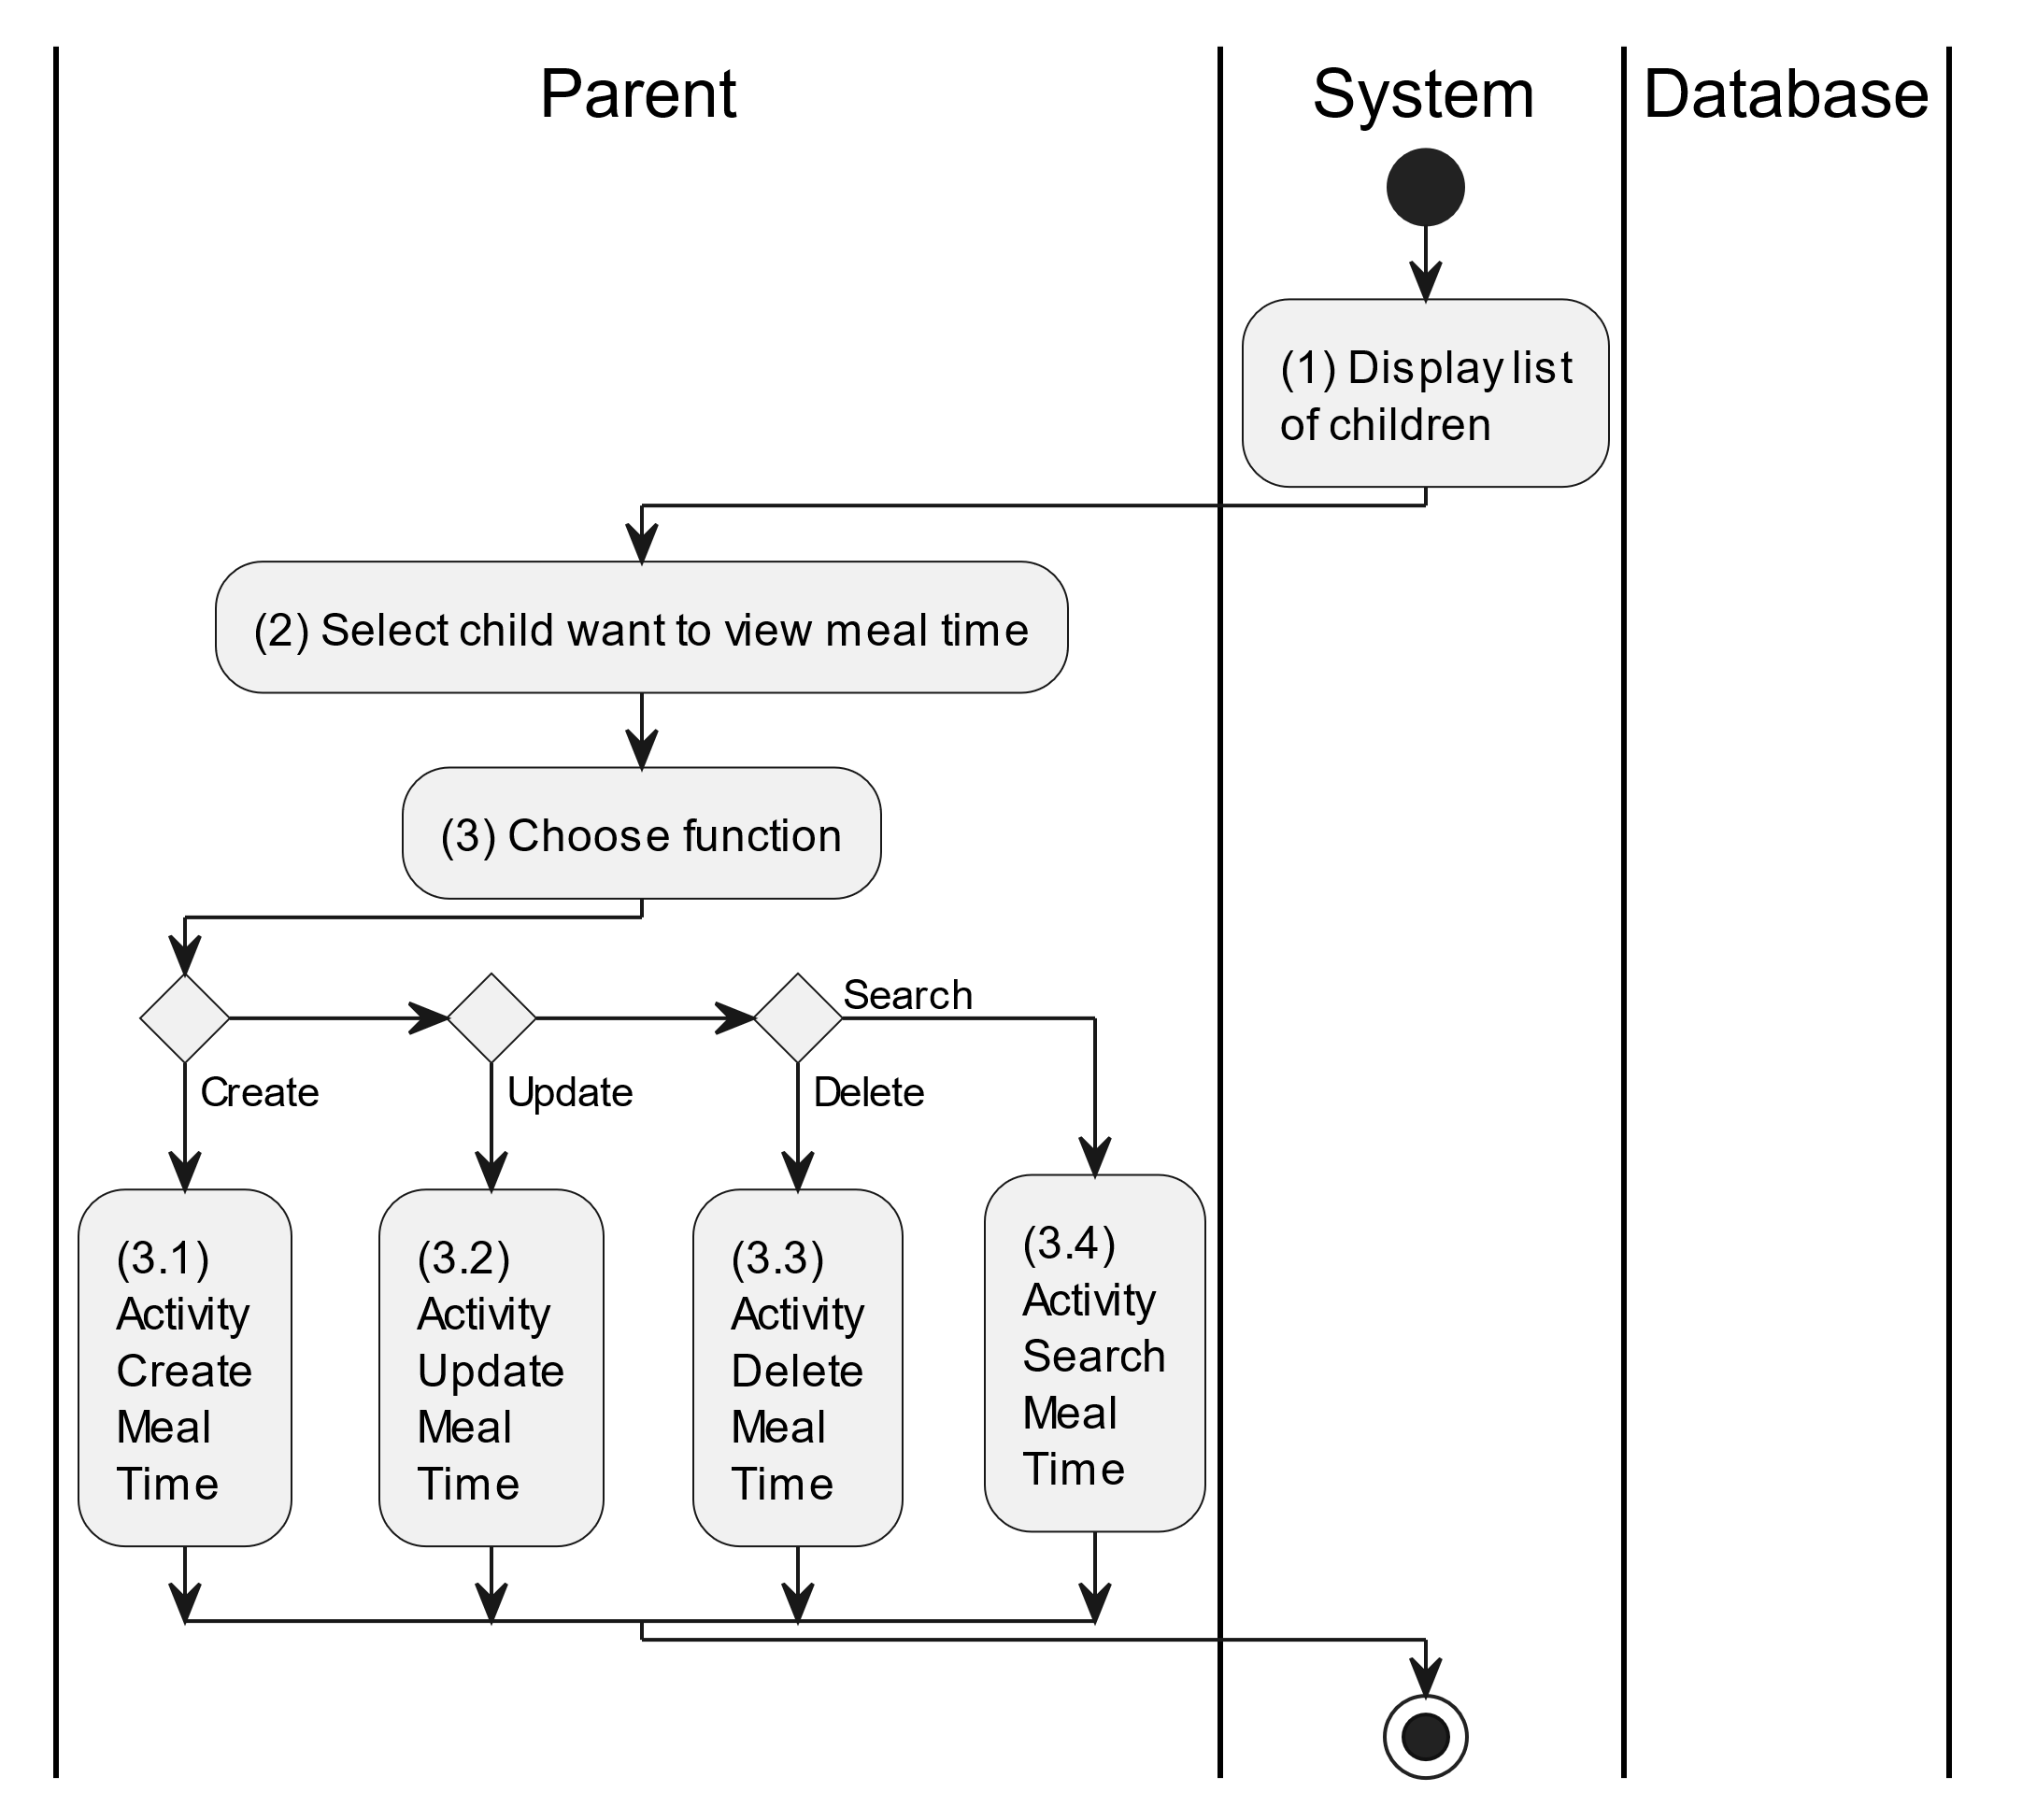 Parent
System
Database
(1) Display list
of children
(2) Select child want to view meal time
(3) Choose function
Search
Create
Update
Delete
(3.1)
Activity
Create
Meal
Time
(3.2)
Activity
Update
Meal
Time
(3.3)
Activity
Delete
Meal
Time
(3.4)
Activity
Search
Meal
Time